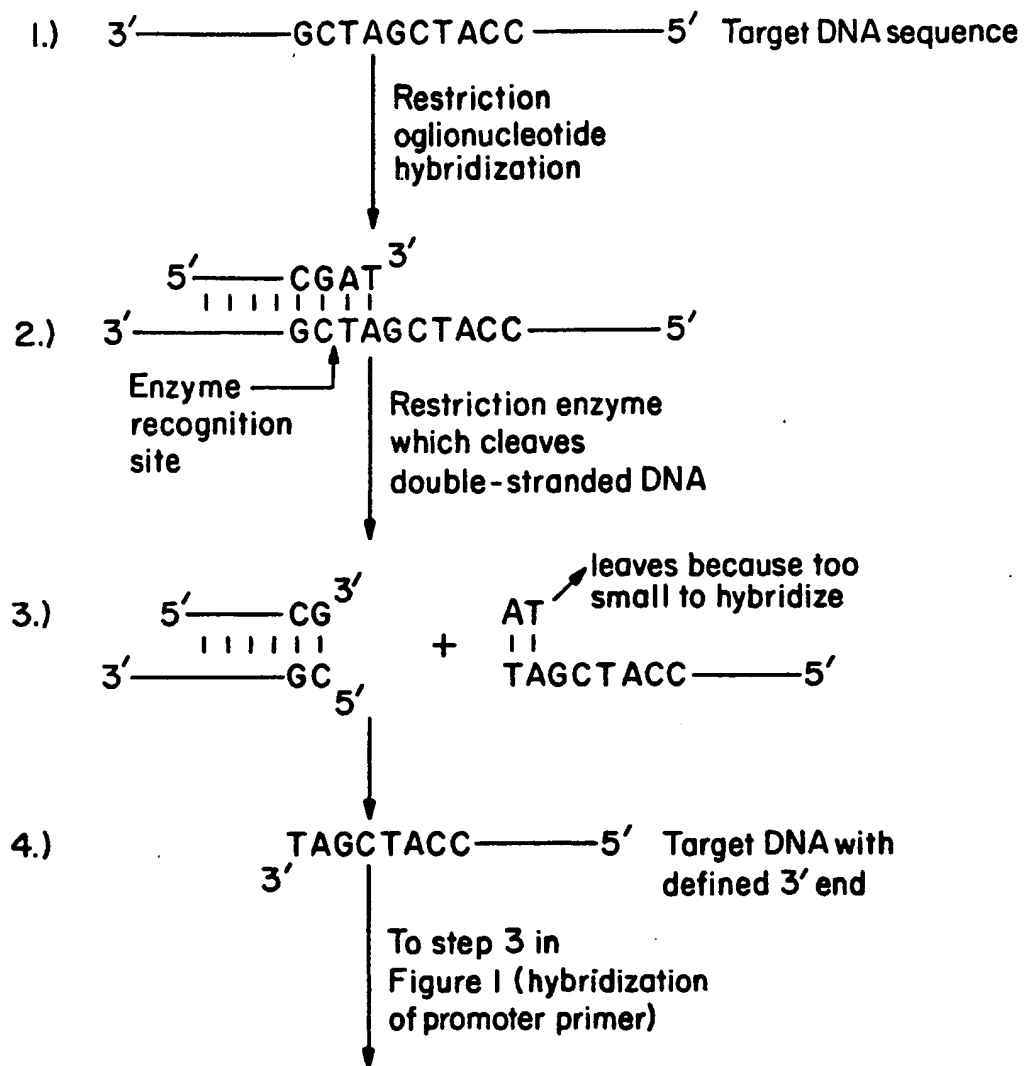 1.) 3′ GCTAGCTACC 5′ Target DNA sequence
Restriction
oglionucleotide
hybridization
5′ CGAT 3′
2.) 3′ GCTAGCTACC 5′
Enzyme
recognition
site
Restriction enzyme
which cleaves
double-stranded DNA
leaves because too
small to hybridize
3.) 5′ CG 3′ + AT
3′ GC 5′ TAGCTACC 5′
4.) TAGCTACC 5′ Target DNA with
3′ defined 3′ end
To step 3 in
Figure 1 (hybridization
of promoter primer)